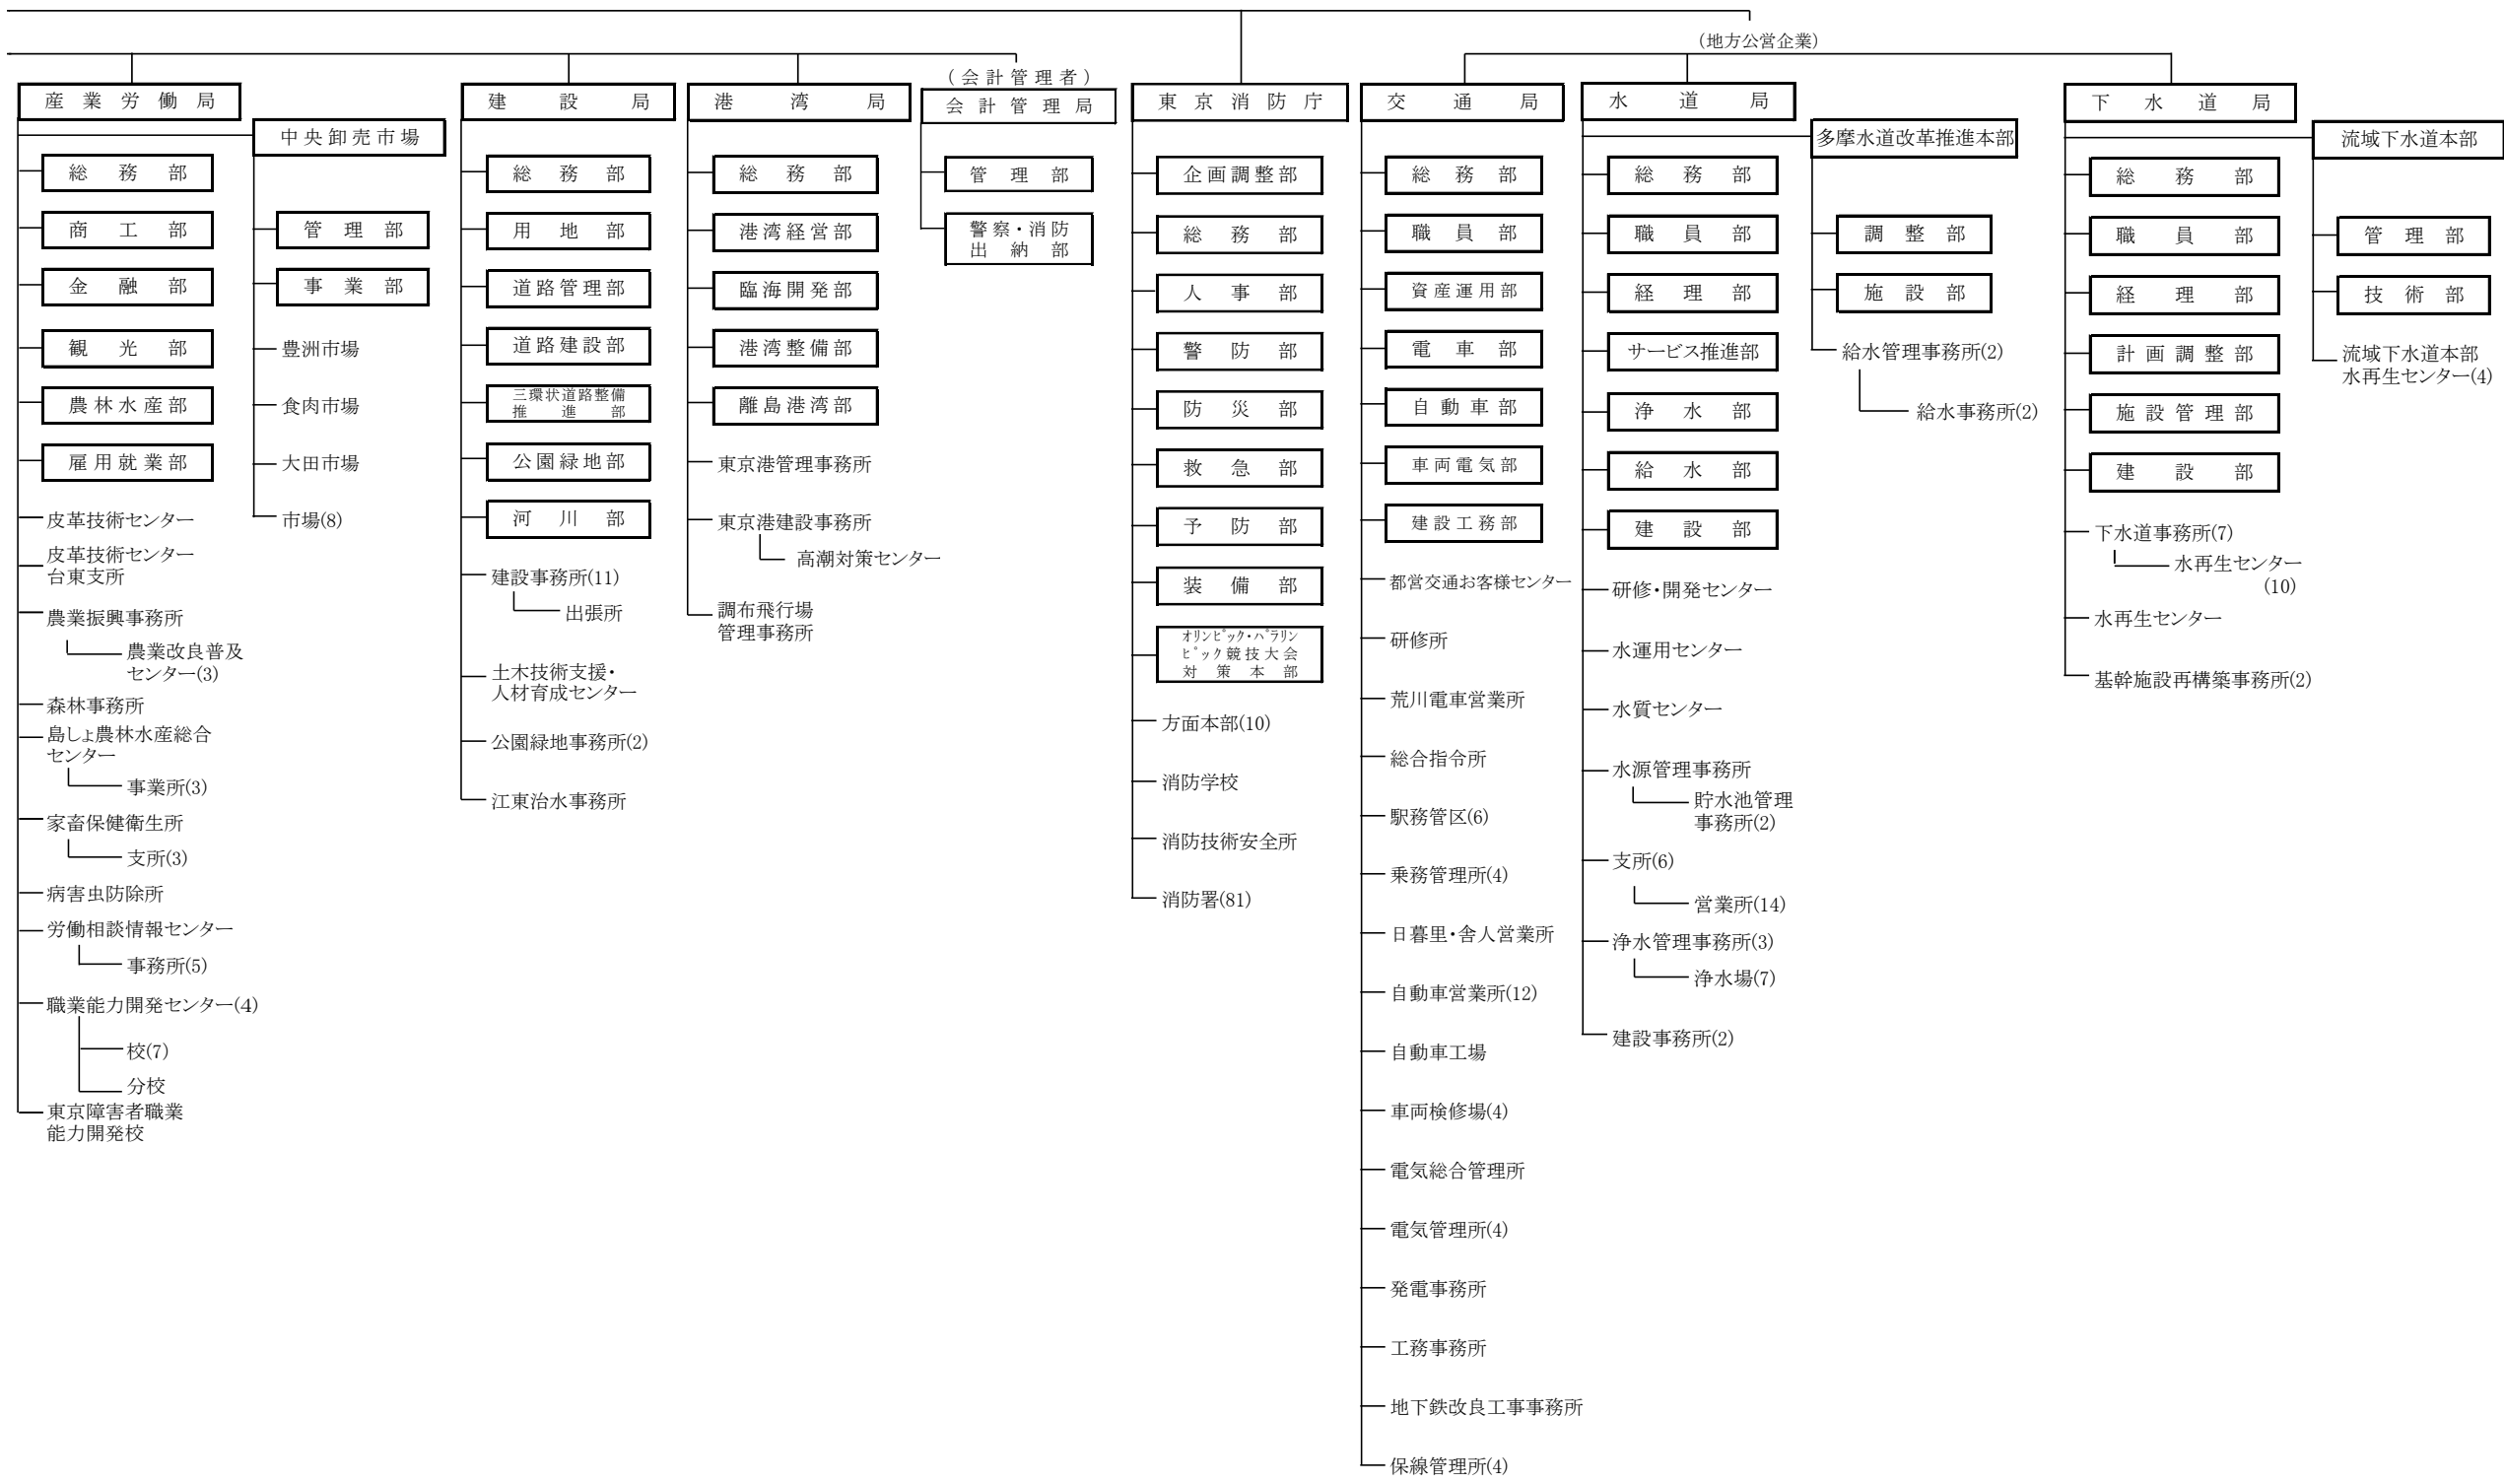 (地方公営企業)
産業労働局
中央卸売市場
総務部
商工部
金融部
観光部
農林水産部
雇用就業部
皮革技術センター
皮革技術センター
台東支所
農業振興事務所
農業改良普及
センター(3)
森林事務所
島しょ農林水産総合
センター
事業所(3)
家畜保健衛生所
支所(3)
病害虫防除所
労働相談情報センター
事務所(5)
職業能力開発センター(4)
校(7)
分校
東京障害者職業
能力開発校
管理部
事業部
豊洲市場
食肉市場
大田市場
市場(8)
建設局
総務部
用地部
道路管理部
道路建設部
三環状道路整備
推進部
公園緑地部
河川部
建設事務所(11)
出張所
土木技術支援・
人材育成センター
公園緑地事務所(2)
江東治水事務所
港湾局
総務部
港湾経営部
臨海開発部
港湾整備部
離島港湾部
東京港管理事務所
東京港建設事務所
高潮対策センター
調布飛行場
管理事務所
(会計管理者)
会計管理局
管理部
警察・消防
出納部
東京消防庁
企画調整部
総務部
人事部
警防部
防災部
救急部
予防部
装備部
オリンピック・パラリン
ピック競技大会
対策本部
方面本部(10)
消防学校
消防技術安全所
消防署(81)
交通局
総務部
職員部
資産運用部
電車部
自動車部
車両電気部
建設工務部
都営交通お客様センター
研修所
荒川電車営業所
総合指令所
駅務管区(6)
乗務管理所(4)
日暮里・舎人営業所
自動車営業所(12)
自動車工場
車両検修場(4)
電気総合管理所
電気管理所(4)
発電事務所
工務事務所
地下鉄改良工事事務所
保線管理所(4)
水道局
多摩水道改革推進本部
総務部
職員部
経理部
サービス推進部
浄水部
給水部
建設部
研修・開発センター
水運用センター
水質センター
水源管理事務所
貯水池管理
事務所(2)
支所(6)
営業所(14)
浄水管理事務所(3)
浄水場(7)
建設事務所(2)
調整部
施設部
給水管理事務所(2)
給水事務所(2)
下水道局
流域下水道本部
総務部
職員部
経理部
計画調整部
施設管理部
建設部
下水道事務所(7)
水再生センター
(10)
水再生センター
基幹施設再構築事務所(2)
管理部
技術部
流域下水道本部
水再生センター(4)